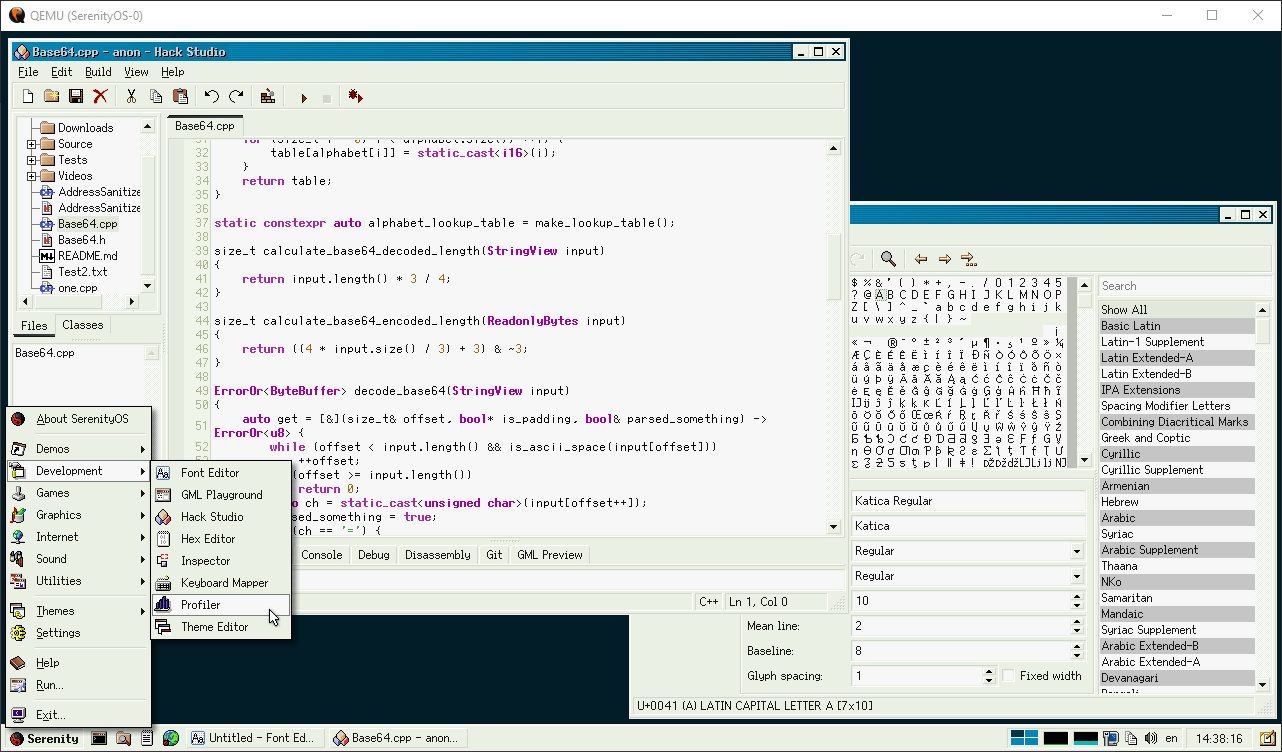 QEMU (SerenityOS-0)
Base64.cpp - anon - Hack Studio
File Edit Build View Help
Downloads
Source
Tests
Videos
AddressSanitize
AddressSanitize
Base64.cpp
Base64.h
README.md
Test2.txt
one.cpp
Files Classes
Base64.cpp
Base64.cpp
32 table[alphabet[i]] = static_cast<i16>(i);
33 }
34 return table;
35 }
36
37 static constexpr auto alphabet_lookup_table = make_lookup_table();
38
39 size_t calculate_base64_decoded_length(StringView input)
40 {
41 return input.length() * 3 / 4;
42 }
43
44 size_t calculate_base64_encoded_length(ReadonlyBytes input)
45 {
46 return ((4 * input.size() / 3) + 3) & ~3;
47 }
48
49 ErrorOr<ByteBuffer> decode_base64(StringView input)
50 {
51 auto get = [&](size_t& offset, bool* is_padding, bool& parsed_something) ->
ErrorOr<u8> {
52 while (offset < input.length() && is_ascii_space(input[offset]))
++offset;
(offset >= input.length())
return 0;
ch = static_cast<unsigned char>(input[offset++]);
sed_something = true;
(ch == '=') {
Console Debug Disassembly Git GML Preview
C++ Ln 1, Col 0
About SerenityOS
Demos
Development
Games
Graphics
Internet
Sound
Utilities
Themes
Settings
Help
Run...
Exit...
Font Editor
GML Playground
Hack Studio
Hex Editor
Inspector
Keyboard Mapper
Profiler
Theme Editor
$ % & ' ( ) * + , - . / 0 1 2 3 4 5
? @ A B C D E F G H I J K L M N O P
Z [ \ ] ^ _ ` a b c d e f g h i j k
u v w x y z { | } ~
Search
Show All
Basic Latin
Latin-1 Supplement
Latin Extended-A
Latin Extended-B
IPA Extensions
Spacing Modifier Letters
Combining Diacritical Marks
Greek and Coptic
Cyrillic
Cyrillic Supplement
Armenian
Hebrew
Arabic
Syriac
Arabic Supplement
Thaana
NKo
Samaritan
Mandaic
Syriac Supplement
Arabic Extended-B
Arabic Extended-A
Devanagari
Katica Regular
Katica
Regular
Regular
10
Mean line: 2
Baseline: 8
Glyph spacing: 1 Fixed width
U+0041 (A) LATIN CAPITAL LETTER A [7x10]
Serenity
Untitled - Font Ed...
Base64.cpp - anon...
en
14:38:16